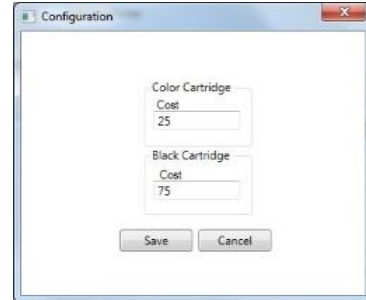 Configuration
Color Cartridge
Cost
25
Black Cartridge
Cost
75
Save Cancel